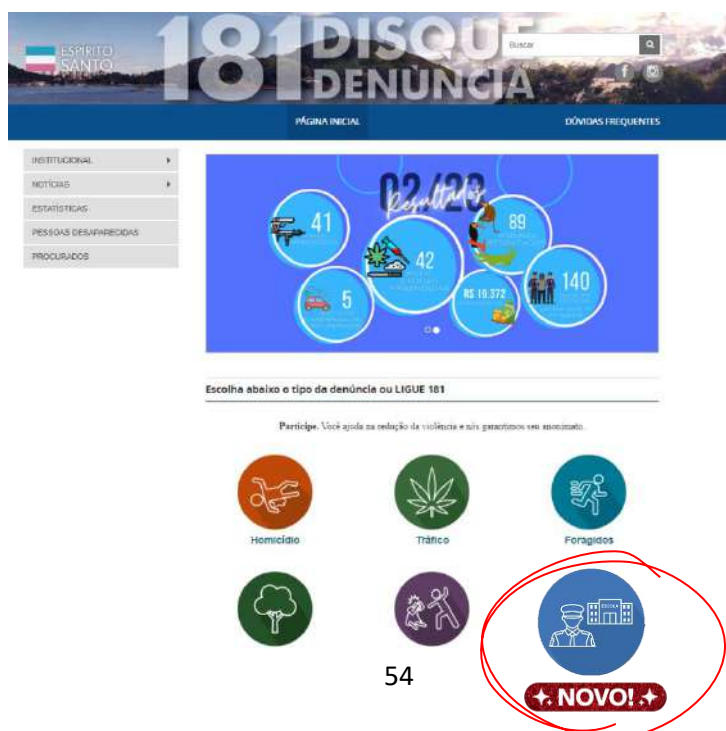 ESPÍRITO
SANTO
181 DISQUE
DENÚNCIA
Buscar
PÁGINA INICIAL
DÚVIDAS FREQUENTES
INSTITUCIONAL
NOTÍCIAS
ESTATÍSTICAS
PESSOAS DESAPARECIDAS
PROCURADOS
02/23
Resultados
41
89
42
5
R$ 19.372
140
Escolha abaixo o tipo da denúncia ou LIGUE 181
Participe. Você ajuda na redução da violência e nós garantimos seu anonimato.
Homicídio
Tráfico
Foragidos
ESCOLA
54
NOVO!